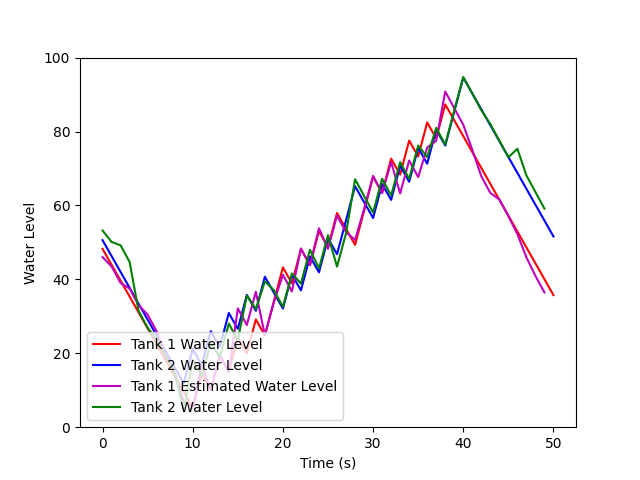 100
80
60
40
20
0
Water Level
Tank 1 Water Level
Tank 2 Water Level
Tank 1 Estimated Water Level
Tank 2 Water Level
0 10 20 30 40 50
Time (s)